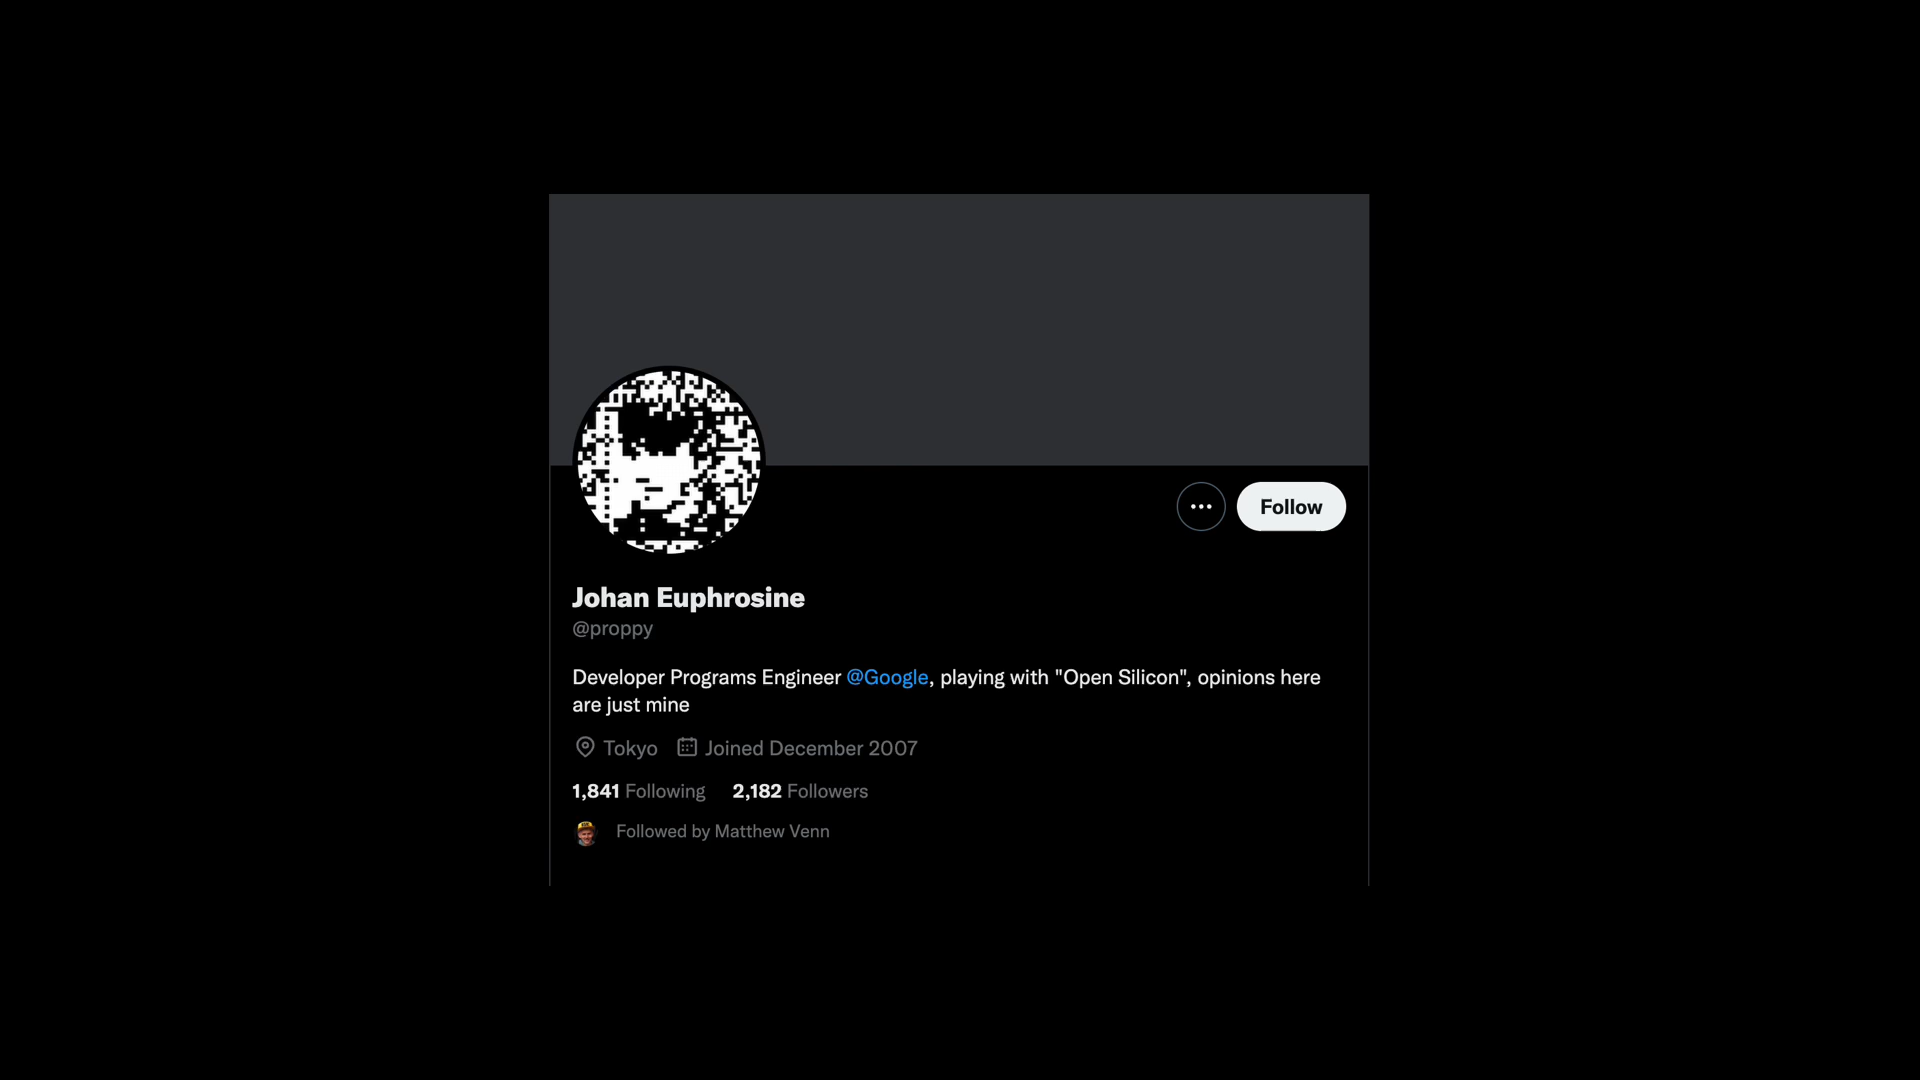 Follow
Johan Euphrosine
@proppy
Developer Programs Engineer @Google, playing with "Open Silicon", opinions here
are just mine
Tokyo Joined December 2007
1,841 Following 2,182 Followers
Followed by Matthew Venn